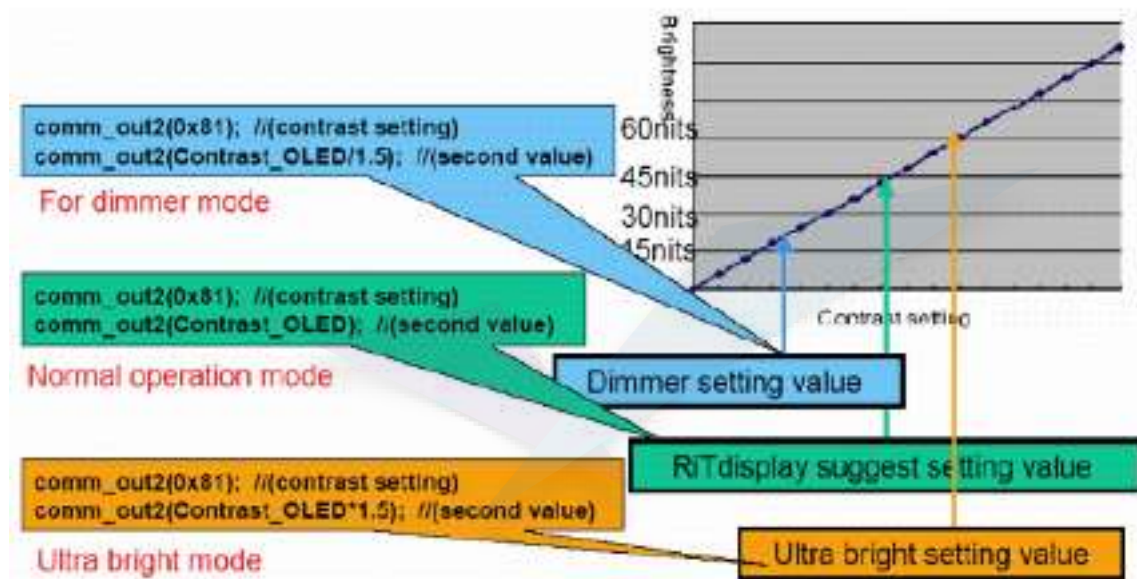 Brightness
comm_out2(0x81); //(contrast setting)
comm_out2(Contrast_OLED/1.5); //(second value)
For dimmer mode
60nits
45nits
30nits
15nits
Contrast setting
comm_out2(0x81); //(contrast setting)
comm_out2(Contrast_OLED); //(second value)
Normal operation mode
Dimmer setting value
RiTdisplay suggest setting value
comm_out2(0x81); //(contrast setting)
comm_out2(Contrast_OLED*1.5); //(second value)
Ultra bright mode
Ultra bright setting value